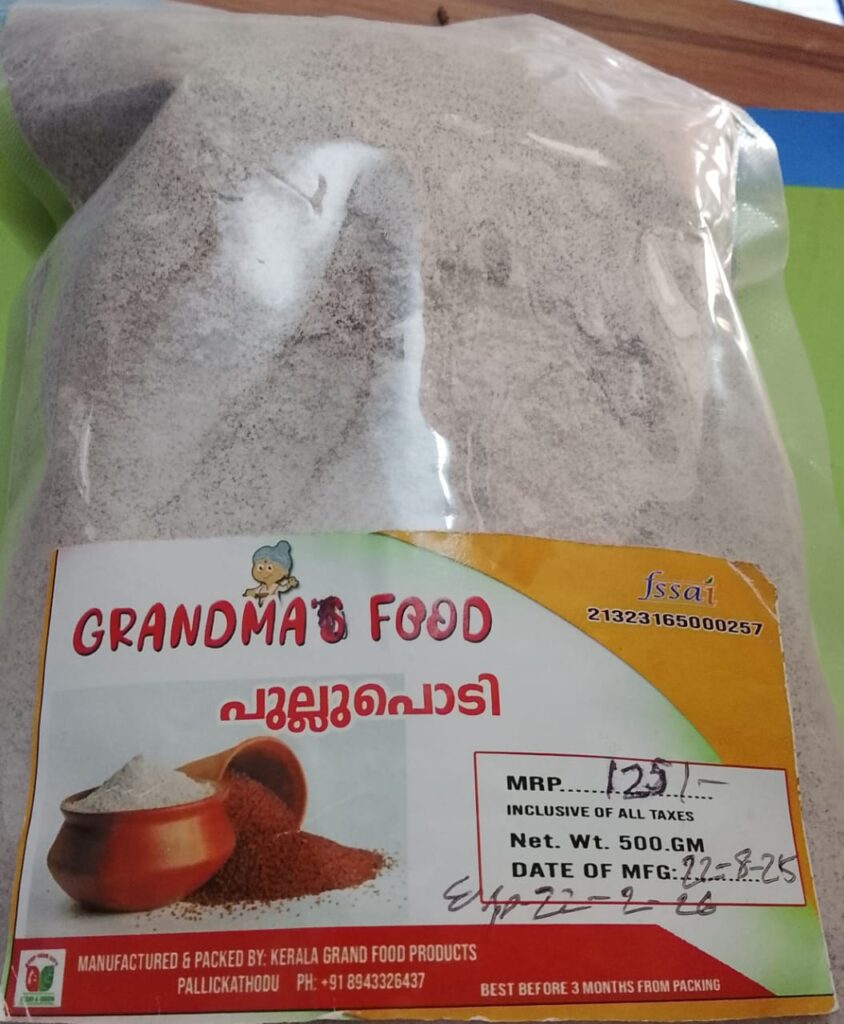 GRANDMA'S FOOD
പുല്ലുപൊടി
fssai
21323165000257
MRP.....125/-
INCLUSIVE OF ALL TAXES
Net. Wt. 500.GM
DATE OF MFG:22-8-25
Exp-22-2-26
MANUFACTURED & PACKED BY: KERALA GRAND FOOD PRODUCTS
PALLICKATHODU PH: +91 8943326437
BEST BEFORE 3 MONTHS FROM PACKING